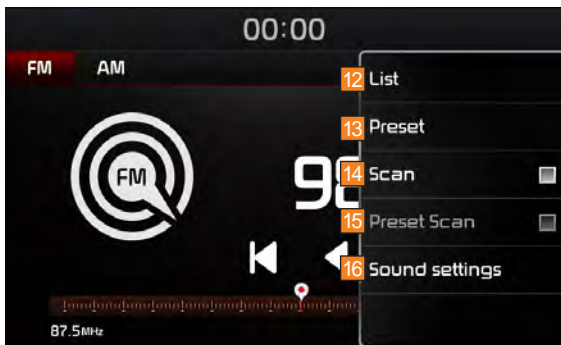 00:00
FM AM
12 List
13 Preset
FM
14 Scan
15 Preset Scan
16 Sound settings
87.5MHz